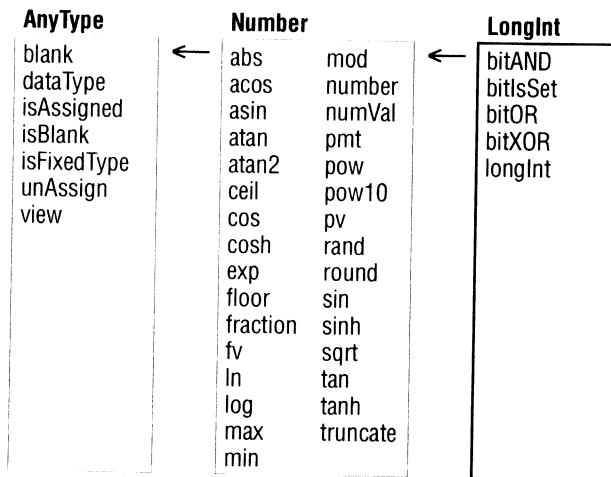 AnyType
blank
dataType
isAssigned
isBlank
isFixedType
unAssign
view
Number
abs
acos
asin
atan
atan2
ceil
cos
cosh
exp
floor
fraction
fv
ln
log
max
min
mod
number
numVal
pmt
pow
pow10
pv
rand
round
sin
sinh
sqrt
tan
tanh
truncate
LongInt
bitAND
bitIsSet
bitOR
bitXOR
longInt